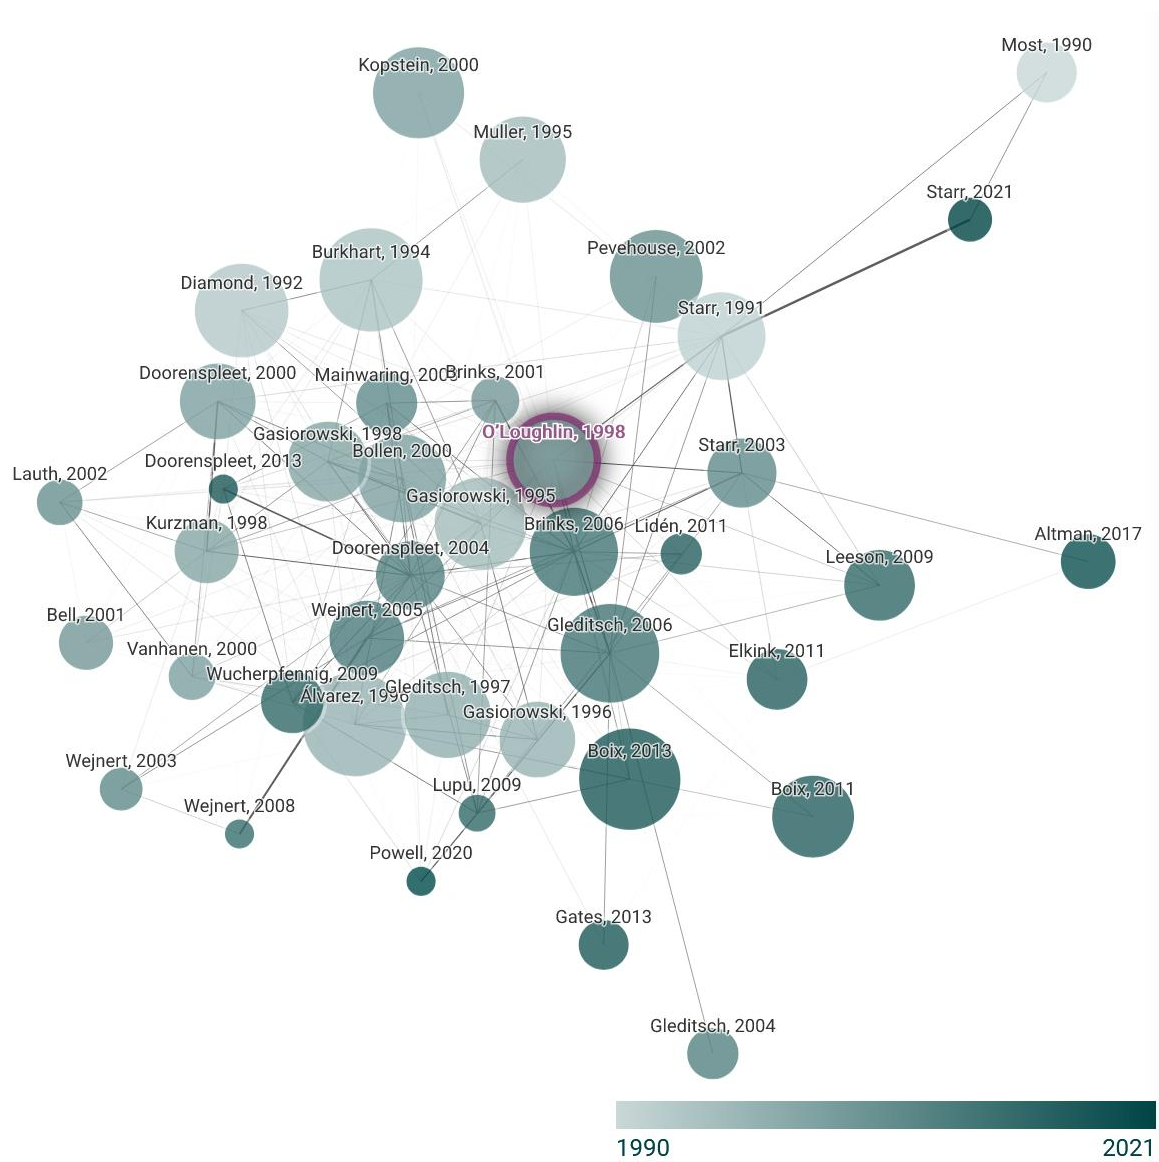 Most, 1990
Kopstein, 2000
Muller, 1995
Starr, 2021
Pevehouse, 2002
Burkhart, 1994
Diamond, 1992
Starr, 1991
Doorenspleet, 2000
Mainwaring, 2003
Brinks, 2001
O'Loughlin, 1998
Gasiorowski, 1998
Starr, 2003
Bollen, 2000
Doorenspleet, 2013
Lauth, 2002
Gasiorowski, 1995
Kurzman, 1998
Brinks, 2006
Lidén, 2011
Altman, 2017
Doorenspleet, 2004
Leeson, 2009
Wejnert, 2005
Bell, 2001
Gleditsch, 2006
Vanhanen, 2000
Elkink, 2011
Wucherpfennig, 2009
Gleditsch, 1997
Álvarez, 1996
Gasiorowski, 1996
Boix, 2013
Wejnert, 2003
Lupu, 2009
Boix, 2011
Wejnert, 2008
Powell, 2020
Gates, 2013
Gleditsch, 2004
1990
2021